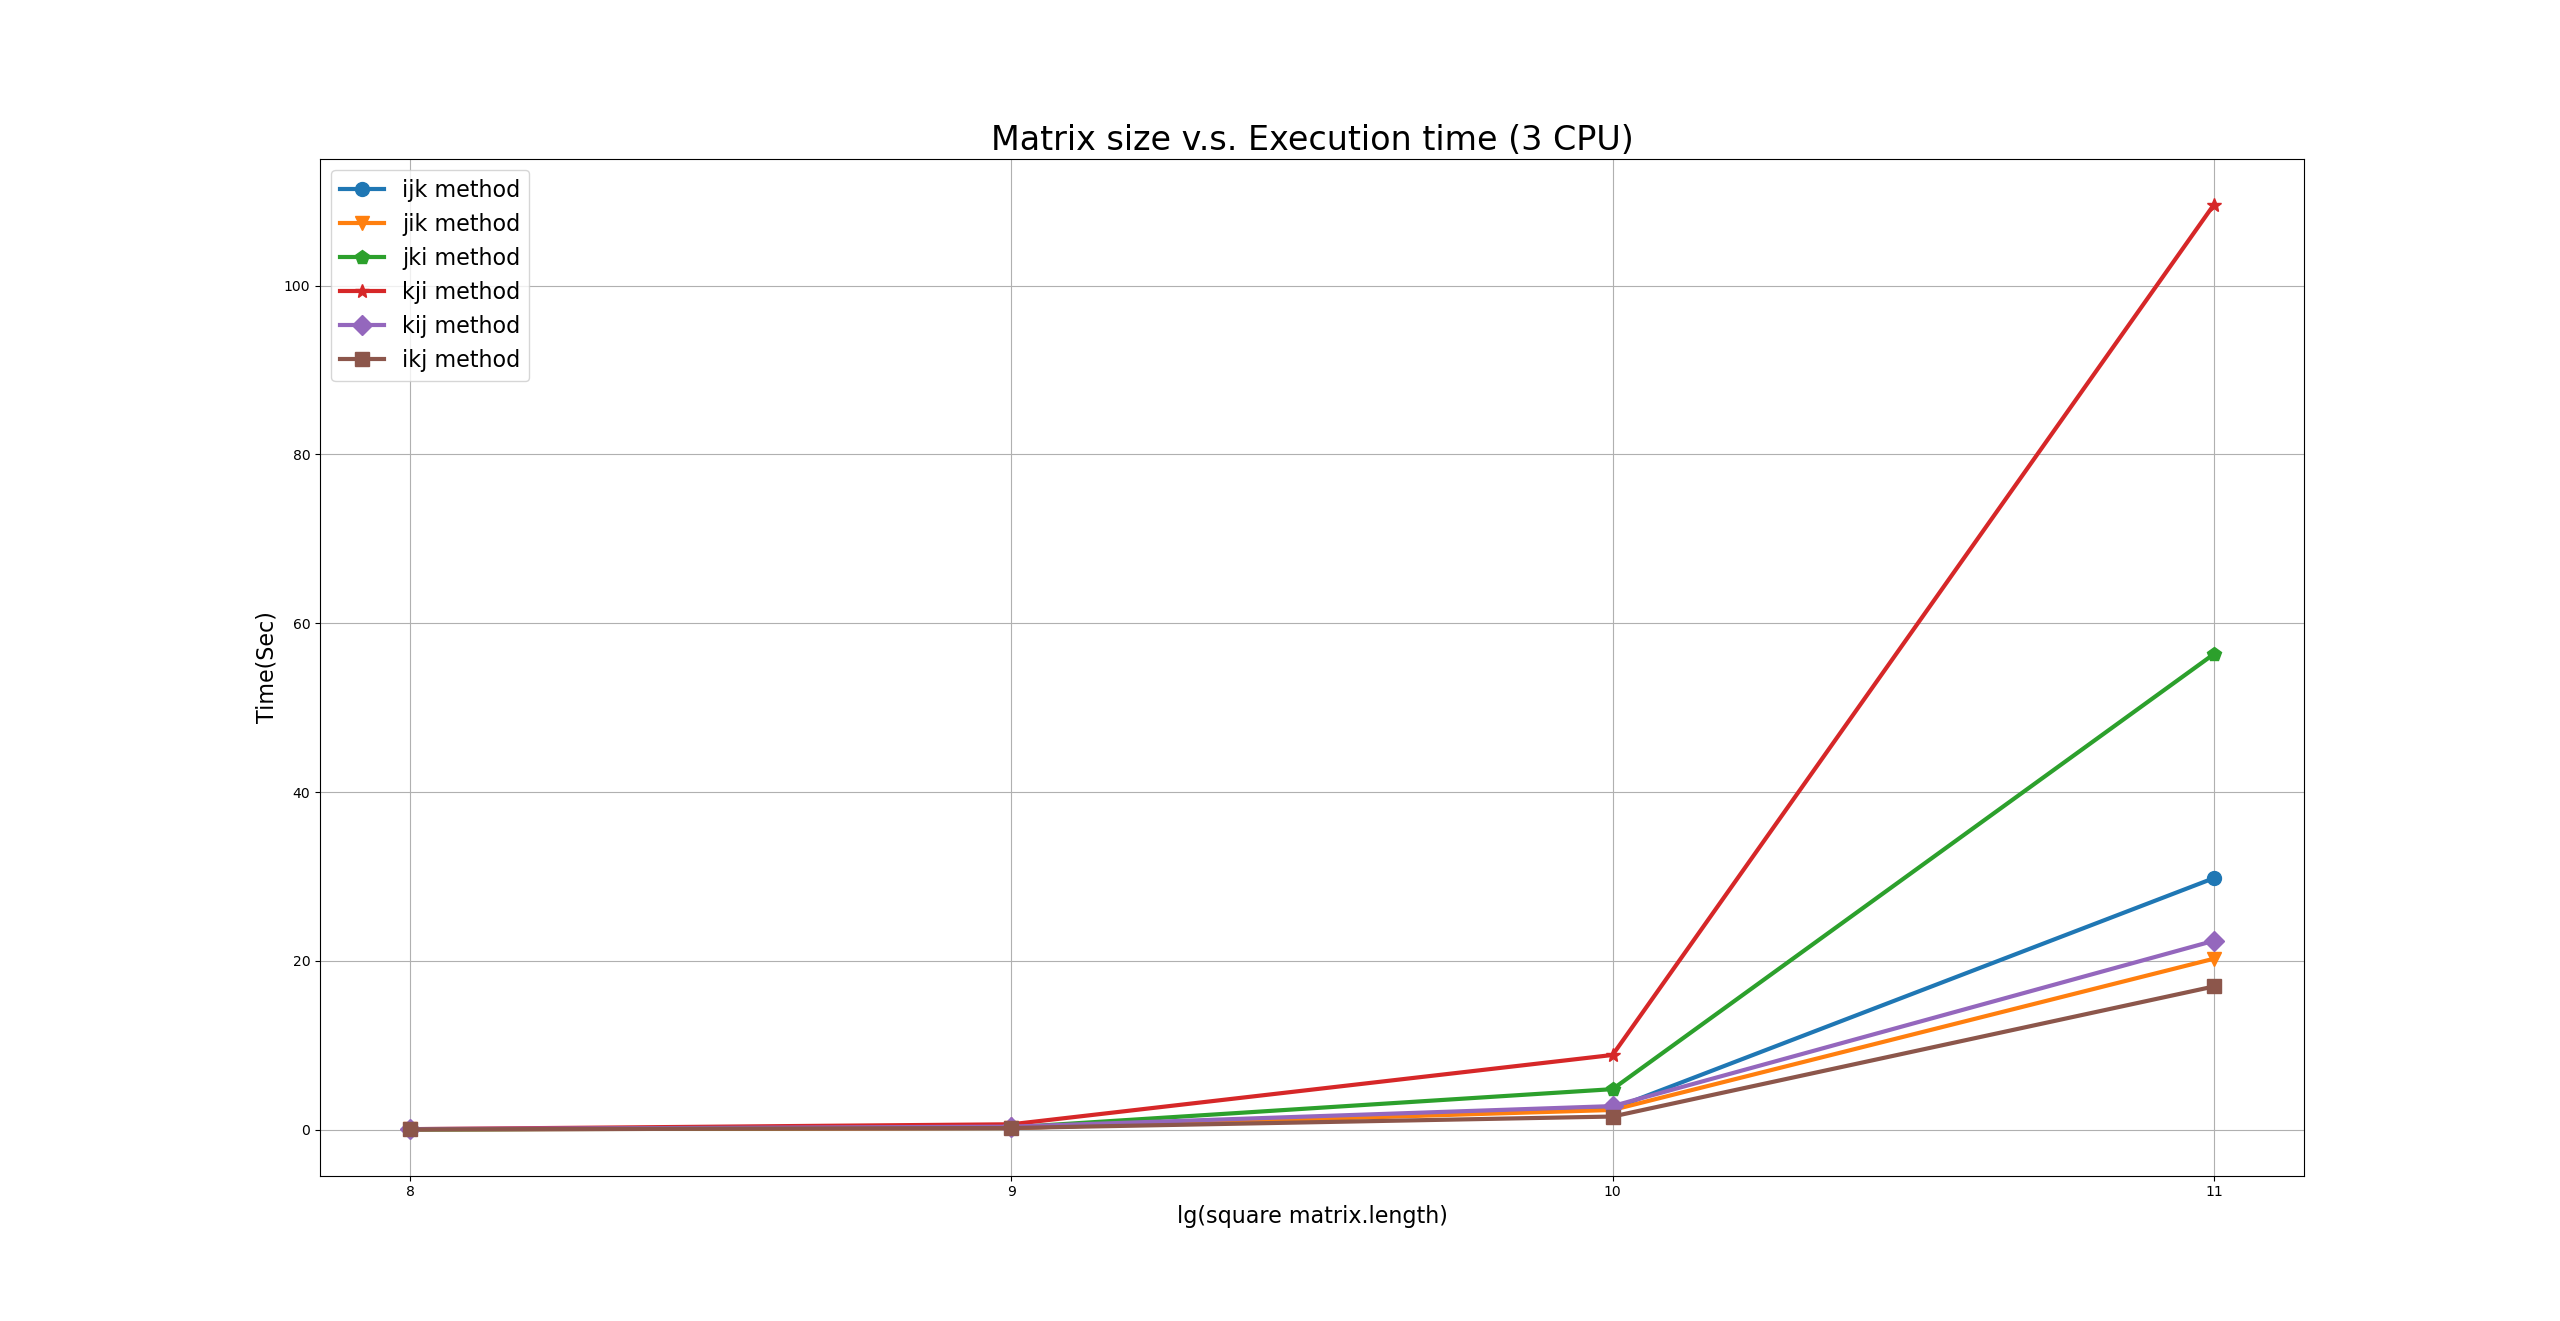 Matrix size v.s. Execution time (3 CPU)
ijk method
jik method
jki method
kji method
kij method
ikj method
100
80
60
40
20
0
Time(Sec)
8
9
10
11
lg(square matrix.length)